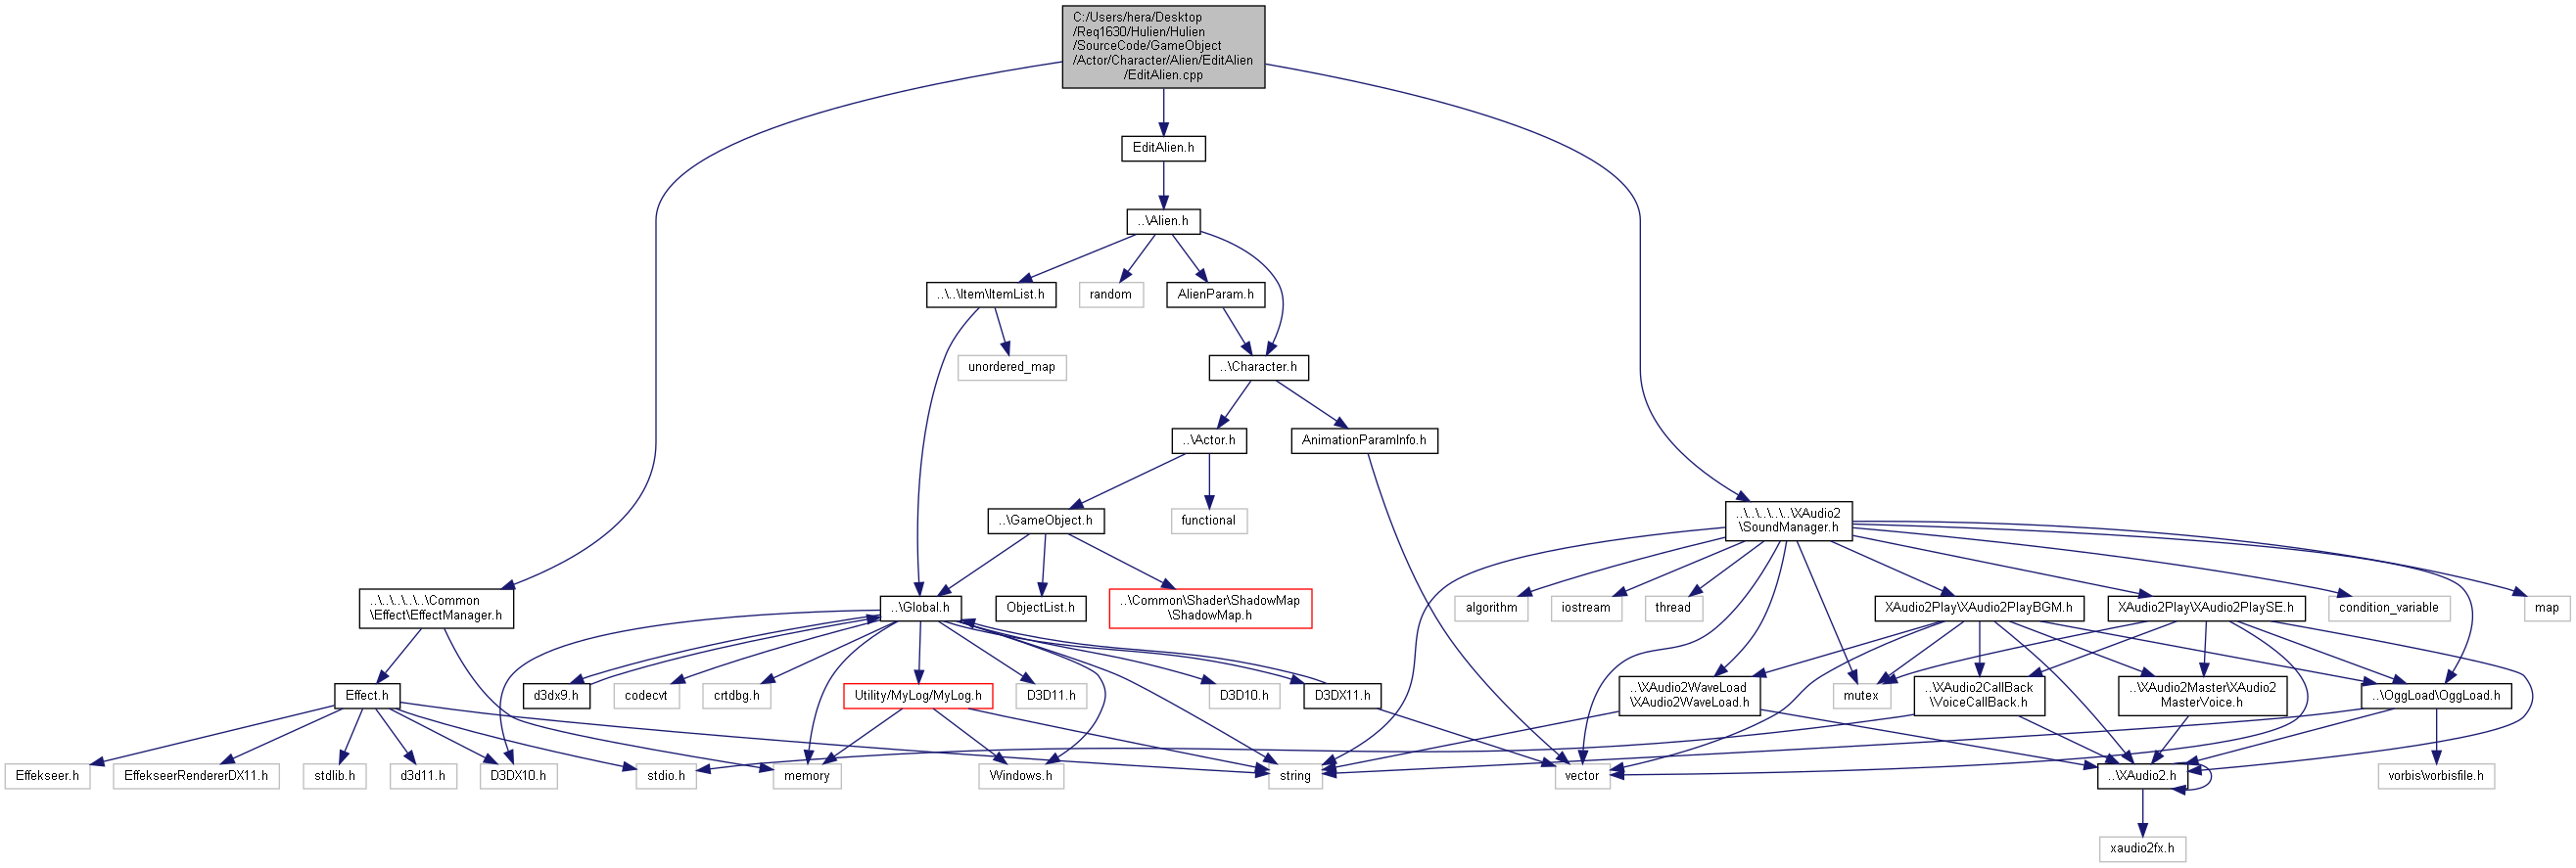 C:/Users/hera/Desktop
/Req1630/Hulien/Hulien
/SourceCode/GameObject
/Actor/Character/Alien/EditAlien
/EditAlien.cpp
EditAlien.h
..\Alien.h
..\..\Item\ItemList.h
random
AlienParam.h
unordered_map
..\Character.h
..\Actor.h
AnimationParamInfo.h
..\GameObject.h
functional
..\..\..\..\..\XAudio2
\SoundManager.h
..\..\..\..\..\Common
\Effect\EffectManager.h
..\Global.h
ObjectList.h
..\Common\Shader\ShadowMap
\ShadowMap.h
algorithm
iostream
thread
XAudio2Play\XAudio2PlayBGM.h
XAudio2Play\XAudio2PlaySE.h
condition_variable
map
Effect.h
d3dx9.h
codecvt
crtdbg.h
Utility/MyLog/MyLog.h
D3D11.h
D3D10.h
D3DX11.h
..\XAudio2WaveLoad
\XAudio2WaveLoad.h
mutex
..\XAudio2CallBack
\VoiceCallBack.h
..\XAudio2Master\XAudio2
MasterVoice.h
..\OggLoad\OggLoad.h
Effekseer.h
EffekseerRendererDX11.h
stdlib.h
d3d11.h
D3DX10.h
stdio.h
memory
Windows.h
string
vector
..\XAudio2.h
vorbis\vorbisfile.h
xaudio2fx.h